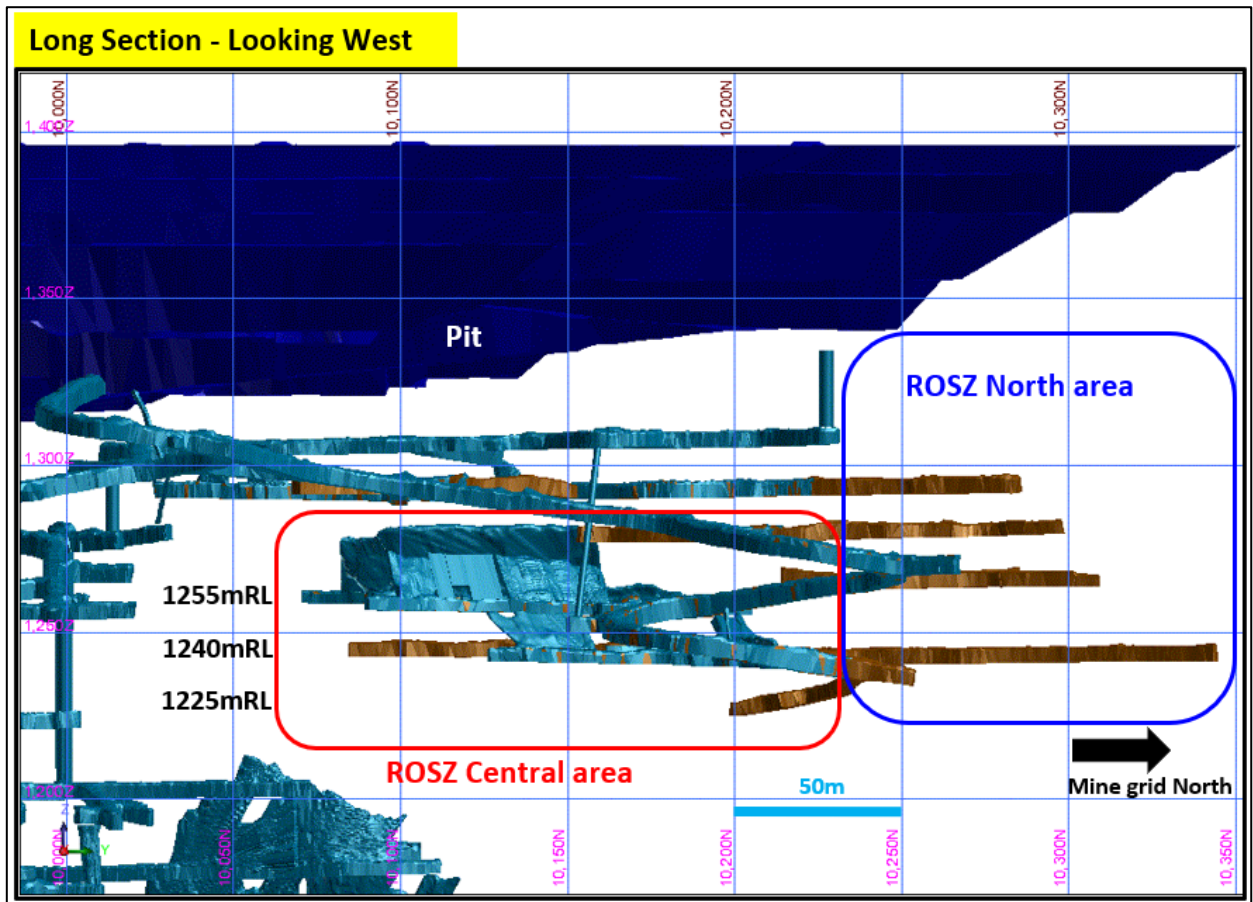 Long Section - Looking West
10,000N
10,100N
10,200N
10,300N
1,400Z
1,350Z
Pit
ROSZ North area
1,300Z
1255mRL
1,250Z
1240mRL
1225mRL
ROSZ Central area
50m
Mine grid North
1,200Z
Z
Y
10,000N
10,050N
10,100N
10,150N
10,200N
10,250N
10,300N
10,350N